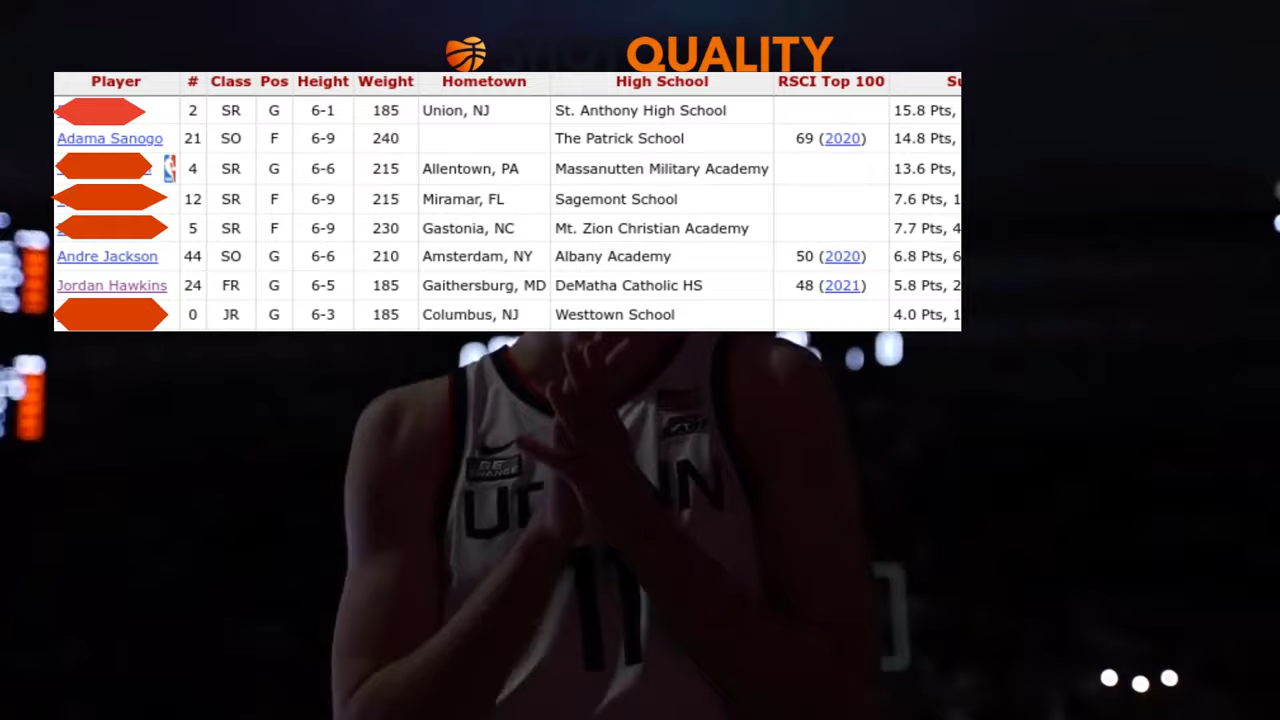 QUALITY
Player # Class Pos Height Weight Hometown High School RSCI Top 100
2 SR G 6-1 185 Union, NJ St. Anthony High School 15.8 Pts,
Adama Sanogo 21 SO F 6-9 240 The Patrick School 69 (2020) 14.8 Pts,
4 SR G 6-6 215 Allentown, PA Massanutten Military Academy 13.6 Pts,
12 SR F 6-9 215 Miramar, FL Sagemont School 7.6 Pts, 1
5 SR F 6-9 230 Gastonia, NC Mt. Zion Christian Academy 7.7 Pts, 4
Andre Jackson 44 SO G 6-6 210 Amsterdam, NY Albany Academy 50 (2020) 6.8 Pts, 6
Jordan Hawkins 24 FR G 6-5 185 Gaithersburg, MD DeMatha Catholic HS 48 (2021) 5.8 Pts, 2
0 JR G 6-3 185 Columbus, NJ Westtown School 4.0 Pts, 1
11